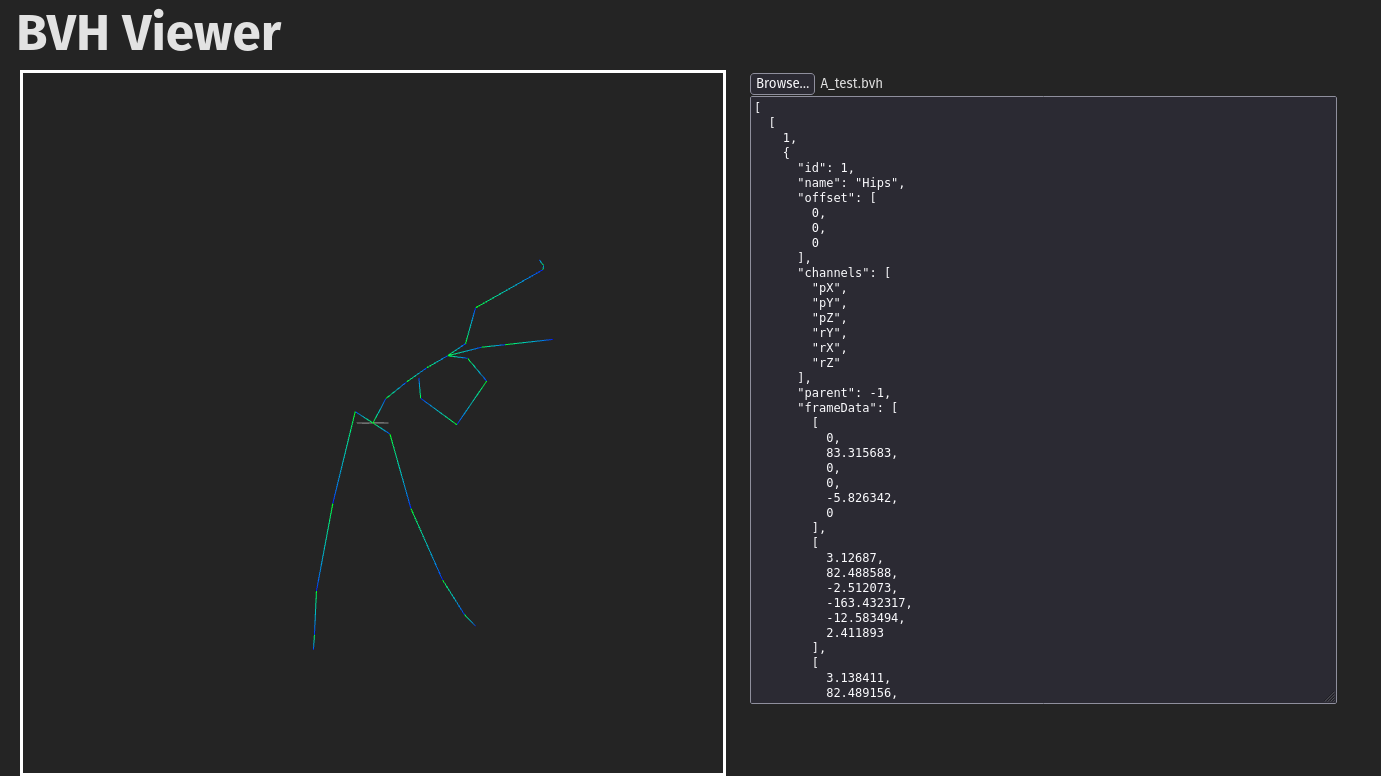 BVH Viewer
Browse... A_test.bvh
[
  [
    1,
    {
      "id": 1,
      "name": "Hips",
      "offset": [
        0,
        0,
        0
      ],
      "channels": [
        "pX",
        "pY",
        "pZ",
        "rY",
        "rX",
        "rZ"
      ],
      "parent": -1,
      "frameData": [
        [
          0,
          83.315683,
          0,
          0,
          -5.826342,
          0
        ],
        [
          3.12687,
          82.488588,
          -2.512073,
          -163.432317,
          -12.583494,
          2.411893
        ],
        [
          3.138411,
          82.489156,